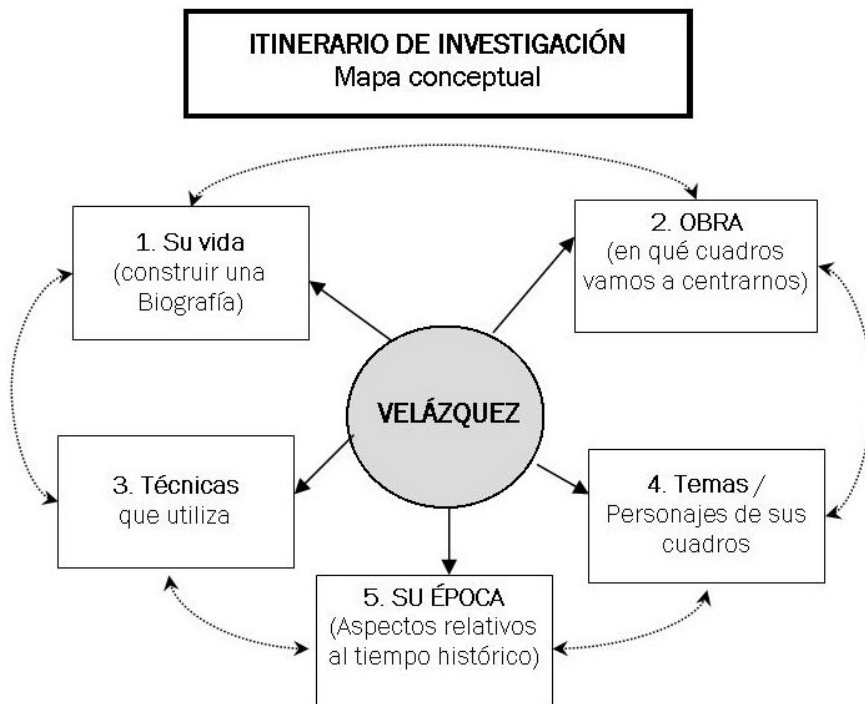 ITINERARIO DE INVESTIGACIÓN
Mapa conceptual
1. Su vida
(construir una
Biografía)
2. OBRA
(en qué cuadros
vamos a centrarnos)
VELÁZQUEZ
3. Técnicas
que utiliza
4. Temas /
Personajes de sus
cuadros
5. SU ÉPOCA
(Aspectos relativos
al tiempo histórico)